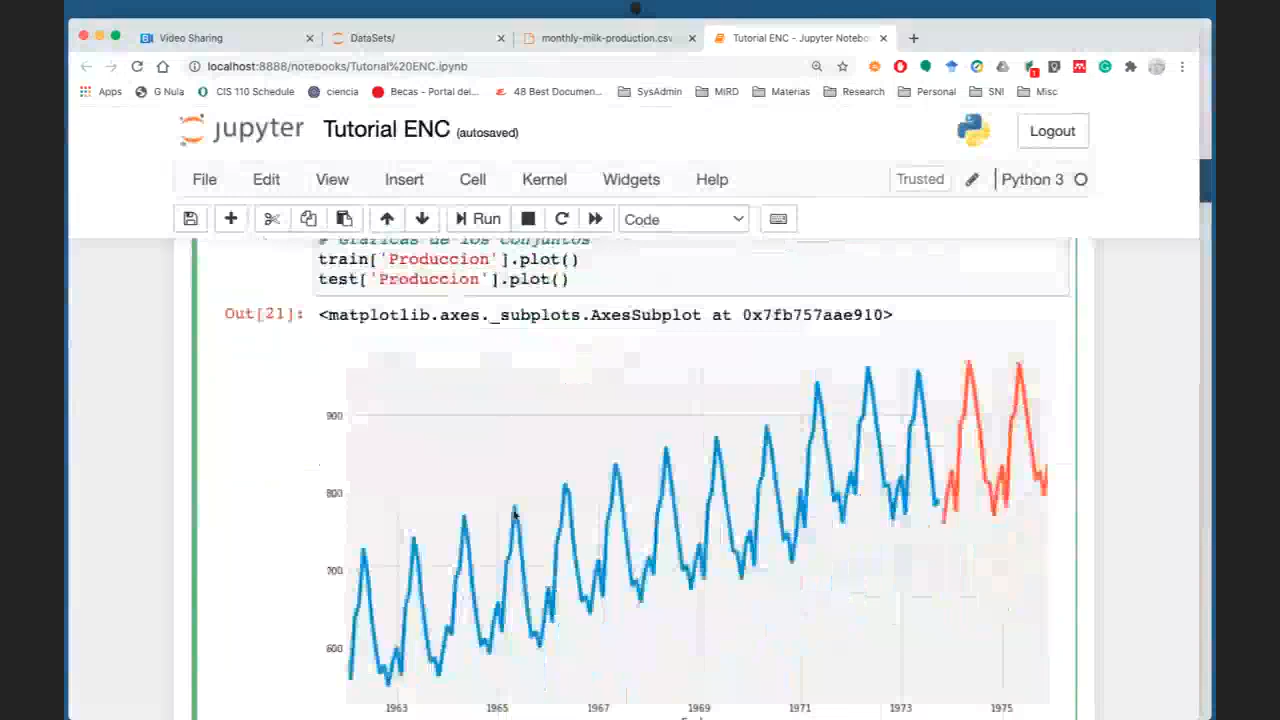 Video Sharing
DataSets/
monthly-milk-production.csv
Tutorial ENC - Jupyter Notebo
localhost:8888/notebooks/Tutorial%20ENC.ipynb
Apps G Nula CIS 110 Schedule ciencia Becas - Portal del... 48 Best Documen... SysAdmin MIRD Materias Research Personal SNI Misc
jupyter Tutorial ENC (autosaved) Logout
File Edit View Insert Cell Kernel Widgets Help Trusted Python 3
Run Code
# Graficas de los conjuntos
train['Produccion'].plot()
test['Produccion'].plot()
Out[21]: <matplotlib.axes._subplots.AxesSubplot at 0x7fb757aae910>
900
800
700
600
1963 1965 1967 1969 1971 1973 1975